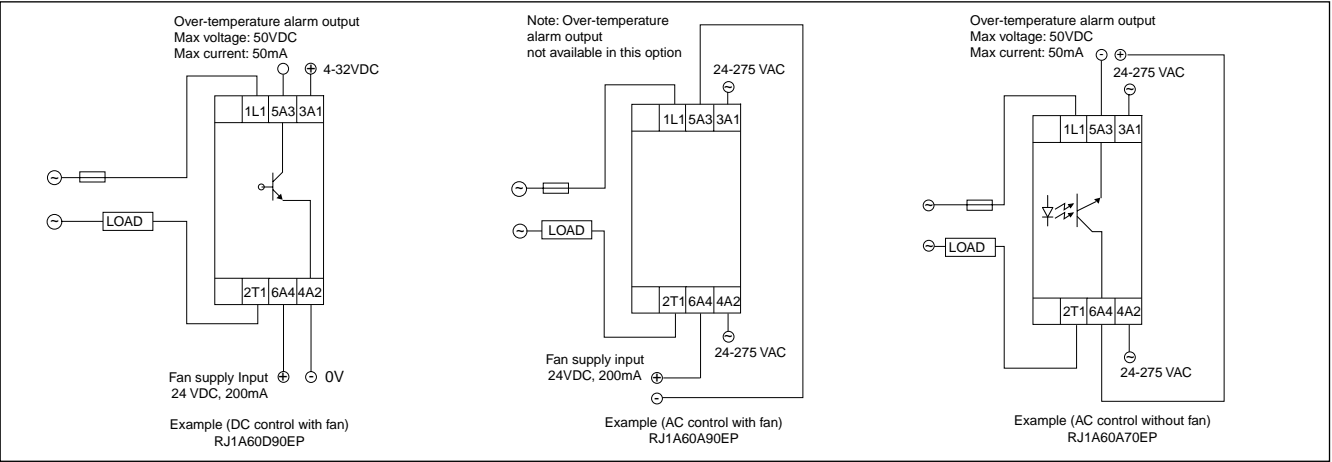 Over-temperature alarm output
Max voltage: 50VDC
Max current: 50mA
4-32VDC
1L1 5A3 3A1
LOAD
2T1 6A4 4A2
Fan supply Input
24 VDC, 200mA
0V
Example (DC control with fan)
RJ1A60D90EP
Note: Over-temperature
alarm output
not available in this option
24-275 VAC
1L1 5A3 3A1
LOAD
2T1 6A4 4A2
24-275 VAC
Fan supply input
24VDC, 200mA
Example (AC control with fan)
RJ1A60A90EP
Over-temperature alarm output
Max voltage: 50VDC
Max current: 50mA
24-275 VAC
1L1 5A3 3A1
LOAD
2T1 6A4 4A2
24-275 VAC
Example (AC control without fan)
RJ1A60A70EP